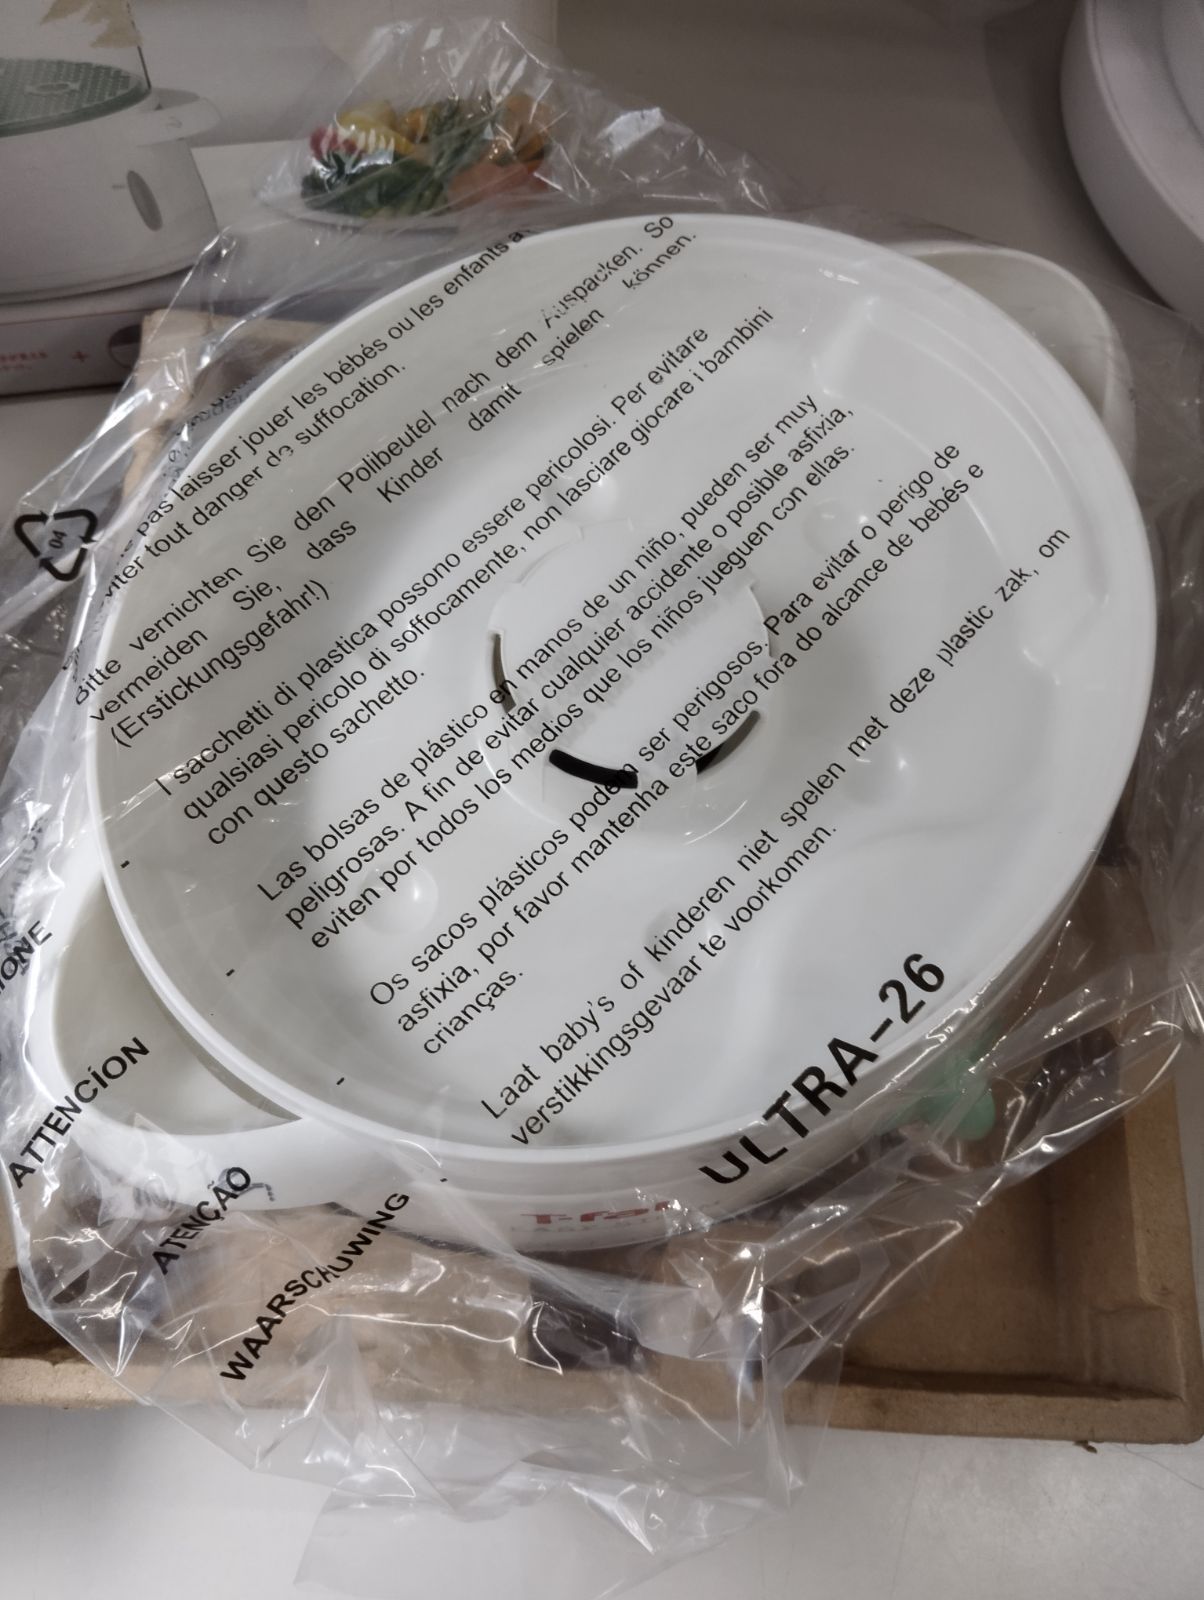 pas laisser jouer les bébés ou les enfants
éviter tout danger de suffocation.
Bitte vernichten Sie den Polibeutel nach dem Auspacken. So
vermeiden Sie, dass Kinder damit spielen können.
(Erstickungsgefahr!)
I sacchetti di plastica possono essere pericolosi. Per evitare
qualsiasi pericolo di soffocamente, non lasciare giocare i bambini
con questo sachetto.
Las bolsas de plástico en manos de un niño, pueden ser muy
peligrosas. A fin de evitar cualquier accidente o posible asfixia,
eviten por todos los medios que los niños jueguen con ellas.
Os sacos plásticos podem ser perigosos. Para evitar o perigo de
asfixia, por favor mantenha este saco fora do alcance de bebés e
crianças.
Laat baby's of kinderen niet spelen met deze plastic zak, om
verstikkingsgevaar te voorkomen.
04
ATTENCİON
ATENÇÃO
WAARSCHUWING
ULTRA-26
T-fal